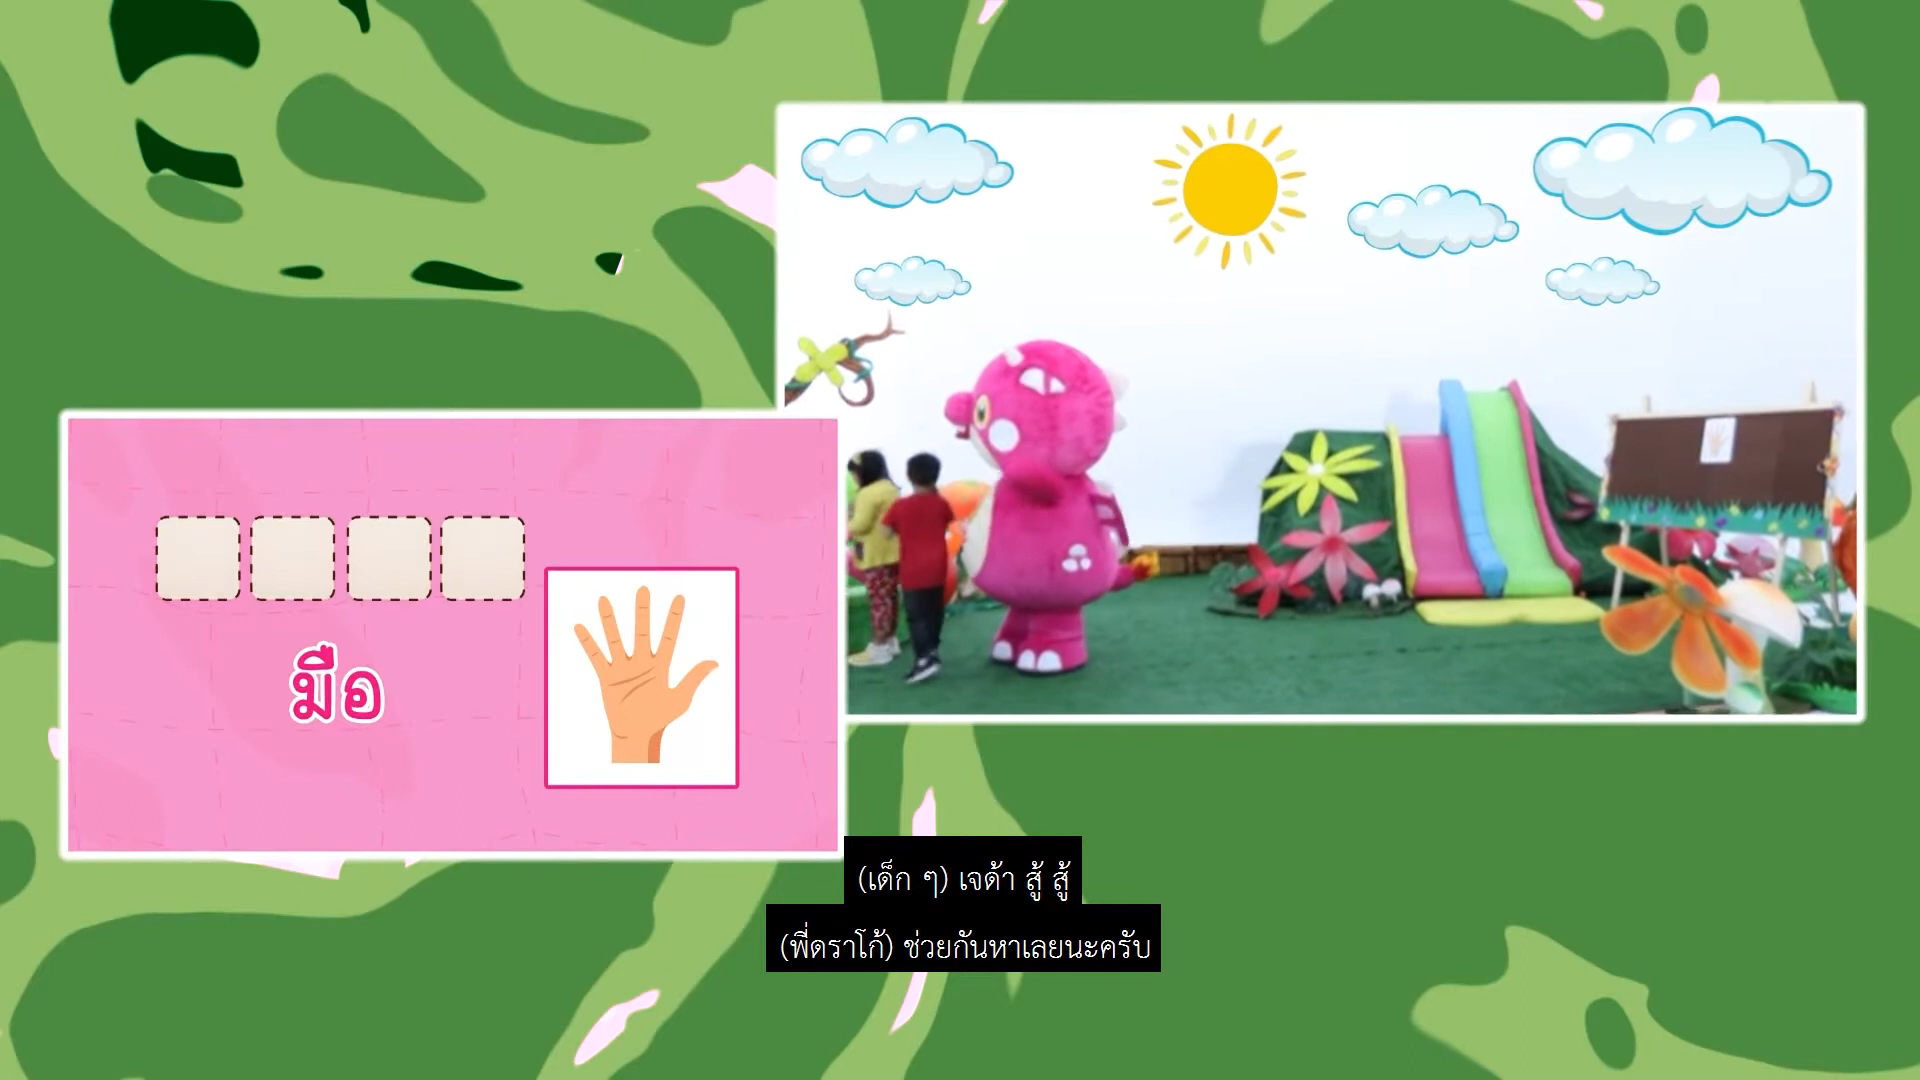 มือ
(เด็ก ๆ) เจด้า สู้ สู้
(พี่ดราโก้) ช่วยกันหาเลยนะครับ